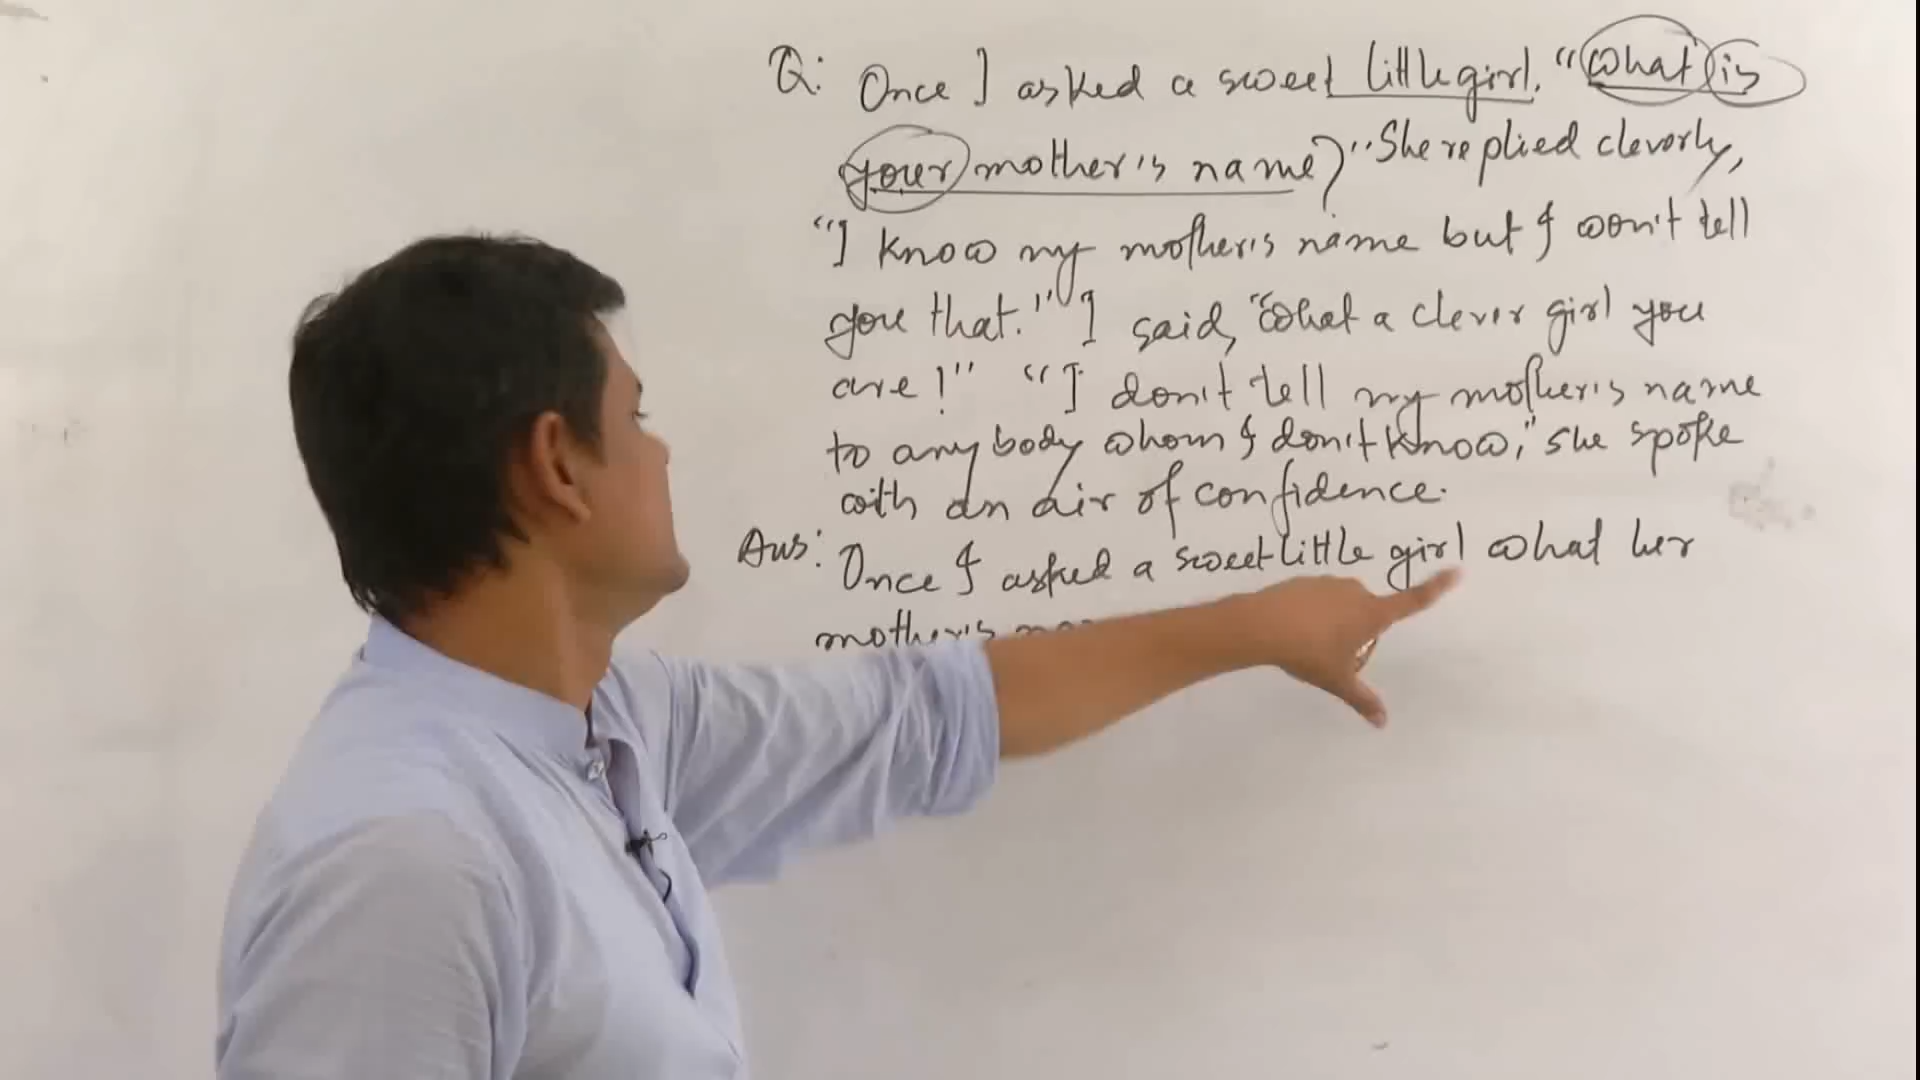 Q: Once I asked a sweet little girl, "What is
your mother's name?" She replied cleverly,
"I know my mother's name but I won't tell
you that." I said, "What a clever girl you
are!" "I don't tell my mother's name
to anybody whom I don't know," she spoke
with an air of confidence.
Ans: Once I asked a sweet little girl what her
mother's